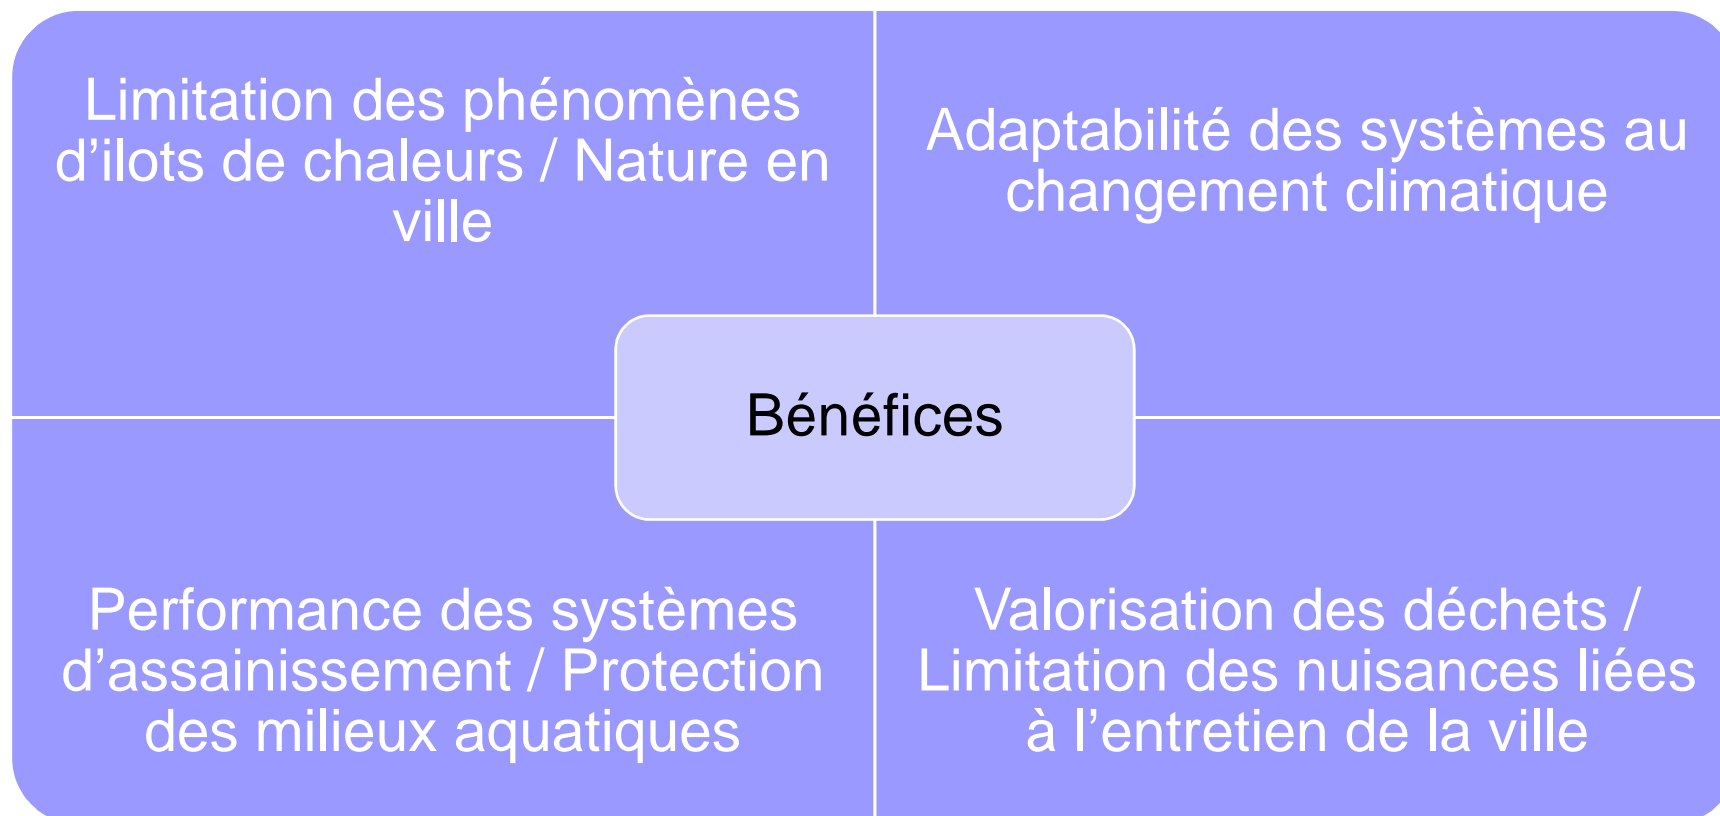 Limitation des phénomènes
d’ilots de chaleurs / Nature en
ville
Adaptabilité des systèmes au
changement climatique
Bénéfices
Performance des systèmes
d’assainissement / Protection
des milieux aquatiques
Valorisation des déchets /
Limitation des nuisances liées
à l’entretien de la ville